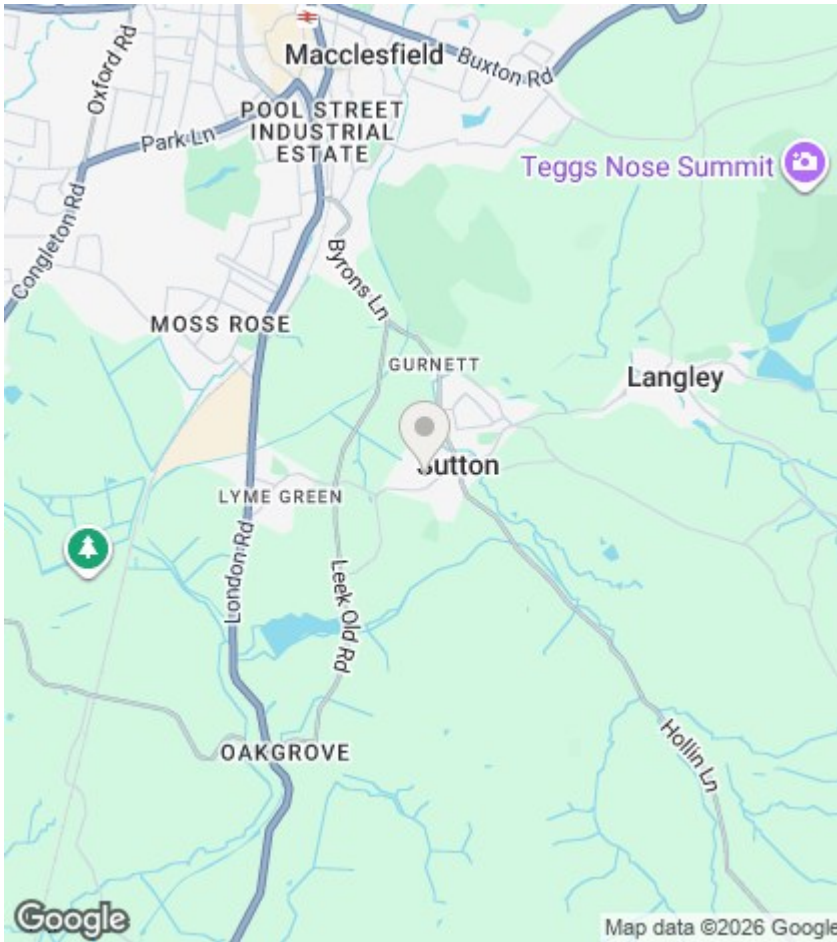 Macclesfield
Oxford Rd
Buxton Rd
POOL STREET
INDUSTRIAL
ESTATE
Park Ln
Teggs Nose Summit
Congleton Rd
Byrons Ln
MOSS ROSE
GURNETT
Langley
Sutton
LYME GREEN
London Rd
Leek Old Rd
OAKGROVE
Hollin Ln
Google
Map data ©2026 Google